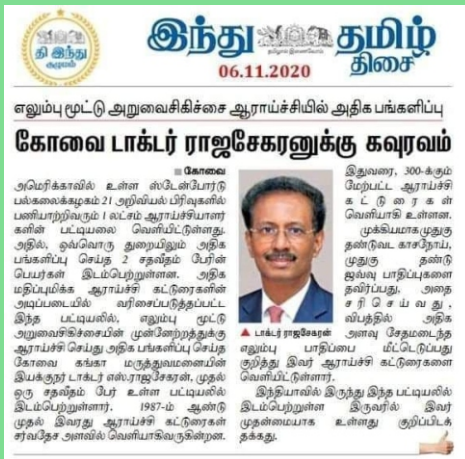 தி இந்து
குழுமம்
இந்து தமிழ்
திசை
06.11.2020
எலும்பு மூட்டு அறுவைசிகிச்சை ஆராய்ச்சியில் அதிக பங்களிப்பு
கோவை டாக்டர் ராஜசேகரனுக்கு கவுரவம்
■ கோவை
அமெரிக்காவில் உள்ள ஸ்டேன்போர்டு
பல்கலைக்கழகம் 21 அறிவியல் பிரிவுகளில்
பணியாற்றிவரும் 1 லட்சம் ஆராய்ச்சியாளர்
களின் பட்டியலை வெளியிட்டுள்ளது.
அதில், ஒவ்வொரு துறையிலும் அதிக
பங்களிப்பு செய்த 2 சதவீதம் பேரின்
பெயர்கள் இடம்பெற்றுள்ளன. அதிக
மதிப்புமிக்க ஆராய்ச்சி கட்டுரைகளின்
அடிப்படையில் வரிசைப்படுத்தப்பட்ட
இந்த பட்டியலில், எலும்பு மூட்டு
அறுவைசிகிச்சையின் முன்னேற்றத்துக்கு
ஆராய்ச்சி செய்து அதிக பங்களிப்பு செய்த
கோவை கங்கா மருத்துவமனையின்
இயக்குநர் டாக்டர் எஸ்.ராஜசேகரன், முதல்
ஒரு சதவீதம் பேர் உள்ள பட்டியலில்
இடம்பெற்றுள்ளார். 1987-ம் ஆண்டு
முதல் இவரது ஆராய்ச்சி கட்டுரைகள்
சர்வதேச அளவில் வெளியாகிவருகின்றன.
▲ டாக்டர் ராஜசேகரன்
இதுவரை, 300-க்கும்
மேற்பட்ட ஆராய்ச்சி
கட்டுரைகள்
வெளியாகி உள்ளன.
முக்கியமாக முதுகு
தண்டுவட காசநோய்,
முதுகு தண்டு
ஜவ்வு பாதிப்புகளை
தவிர்ப்பது, அதை
சரிசெய்வது,
விபத்தில் அதிக
அளவு சேதமடைந்த
எலும்பு பாதிப்பை மீட்டெடுப்பது
குறித்து இவர் ஆராய்ச்சி கட்டுரைகளை
வெளியிட்டுள்ளார்.
இந்தியாவில் இருந்து இந்த பட்டியலில்
இடம்பெற்றுள்ள இருவரில் இவர்
முதன்மையாக உள்ளது குறிப்பிடத்
தக்கது.